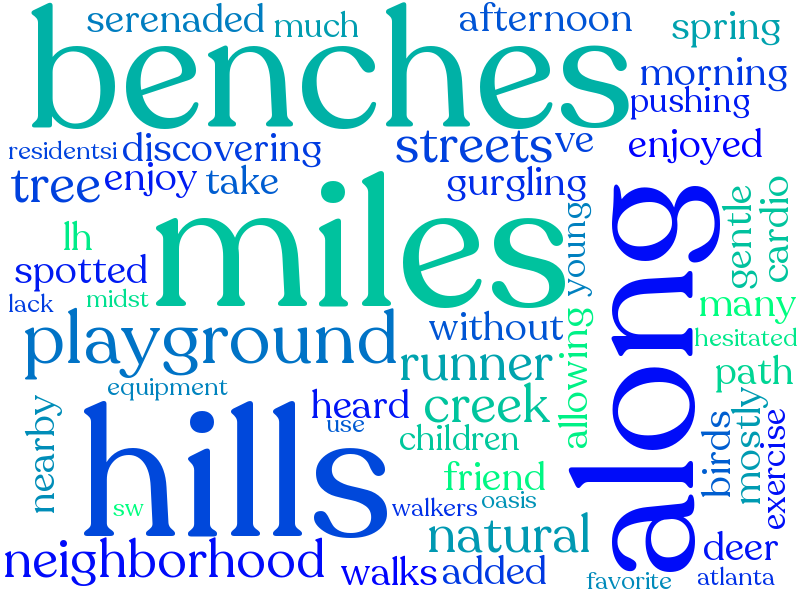 serenaded
much
afternoon
spring
benches
morning
pushing
residentsi
discovering
streets
ve
enjoyed
tree
enjoy
take
gurgling
lh
miles
young
along
gentle
cardio
spotted
lack
midst
many
playground
without
allowing
hesitated
runner
path
equipment
nearby
heard
use
creek
children
birds
mostly
exercise
hills
friend
sw
walkers
oasis
natural
deer
neighborhood
walks
added
favorite
atlanta